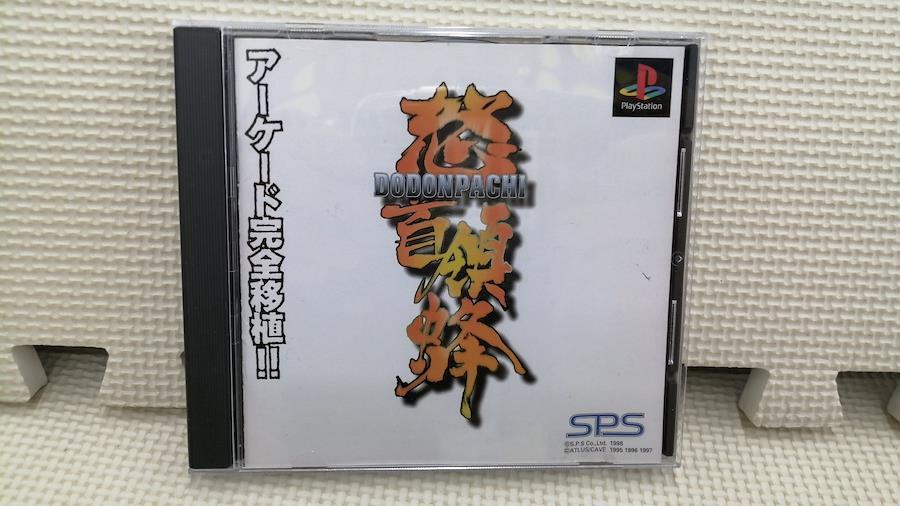 アーケード完全移植!!
PlayStation
怒
DODONPACHI
首領
蜂
SPS
©S.P.S Co., Ltd. 1998
©ATLUS/CAVE 1995 1996 1997